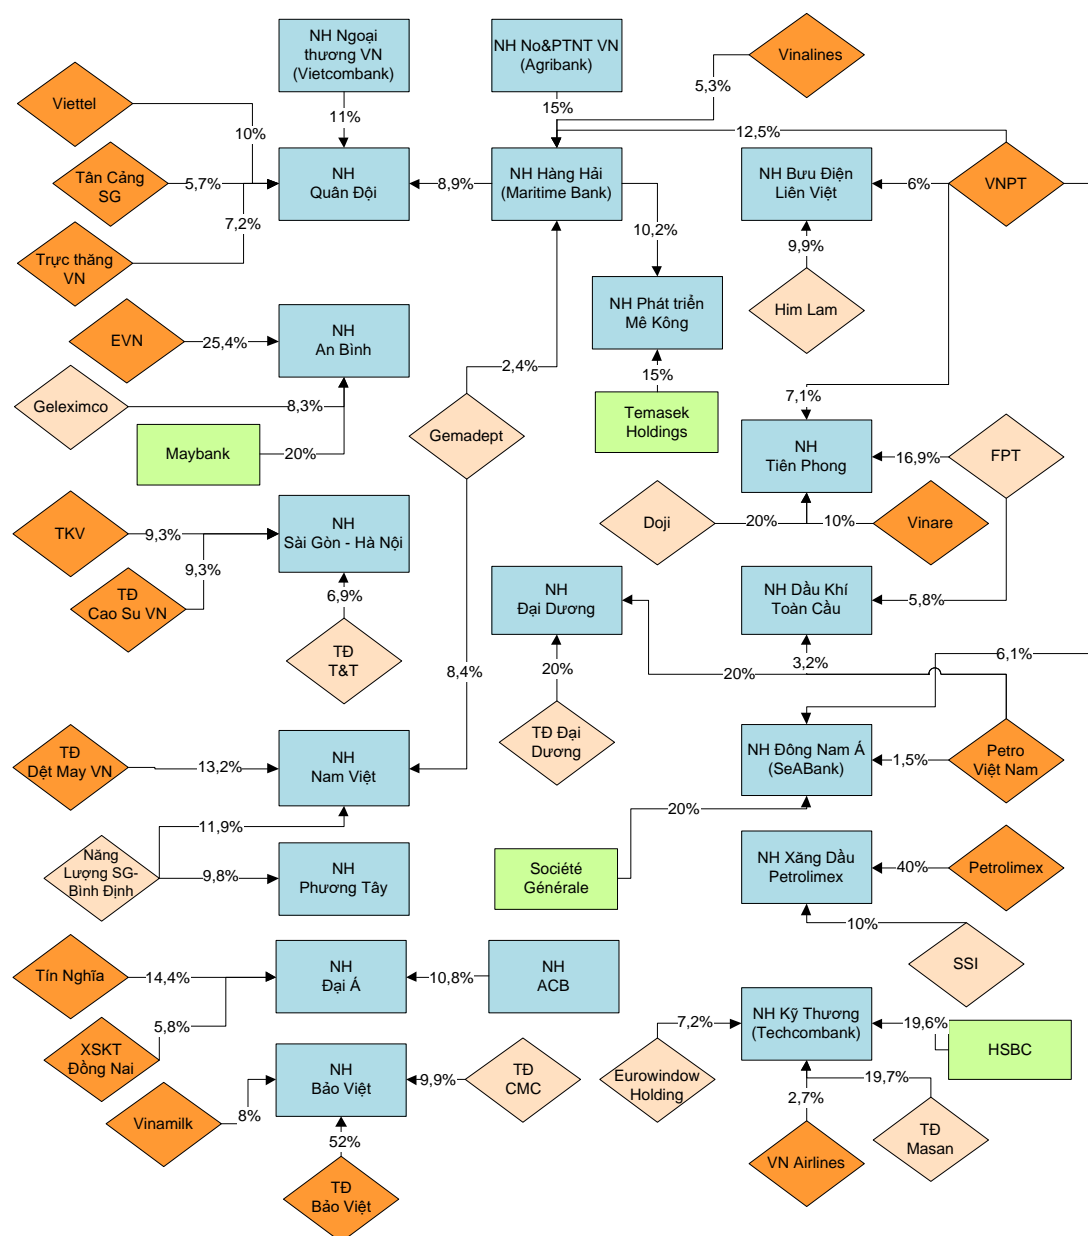 NH Ngoại
thương VN
(Vietcombank)
NH No&PTNT VN
(Agribank)
Vinalines
Viettel
11%
15%
5,3%
10%
12,5%
Tân Cảng
SG
5,7%
NH
Quân Đội
8,9%
NH Hàng Hải
(Maritime Bank)
NH Bưu Điện
Liên Việt
6%
VNPT
7,2%
Trực thăng
VN
10,2%
9,9%
NH Phát triển
Mê Kông
Him Lam
EVN
25,4%
NH
An Bình
2,4%
15%
7,1%
Geleximco
8,3%
Gemadept
Temasek
Holdings
Maybank
20%
NH
Tiên Phong
16,9%
FPT
TKV
9,3%
NH
Sài Gòn - Hà Nội
Doji
20%
10%
Vinare
9,3%
TĐ
Cao Su VN
6,9%
NH
Đại Dương
NH Dầu Khí
Toàn Cầu
5,8%
TĐ
T&T
8,4%
20%
20%
3,2%
6,1%
TĐ Đại
Dương
TĐ
Dệt May VN
13,2%
NH
Nam Việt
NH Đông Nam Á
(SeABank)
1,5%
Petro
Việt Nam
11,9%
20%
Năng
Lượng SG-
Bình Định
9,8%
NH
Phương Tây
Société
Générale
NH Xăng Dầu
Petrolimex
40%
Petrolimex
10%
Tín Nghĩa
14,4%
NH
Đại Á
10,8%
NH
ACB
SSI
5,8%
XSKT
Đồng Nai
7,2%
NH Kỹ Thương
(Techcombank)
19,6%
HSBC
Vinamilk
8%
NH
Bảo Việt
9,9%
TĐ
CMC
Eurowindow
Holding
19,7%
2,7%
52%
TĐ
Masan
VN Airlines
TĐ
Bảo Việt